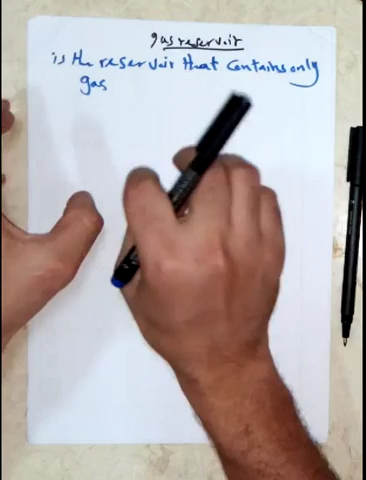 gas reservoir
is the reservoir that contains only
gas